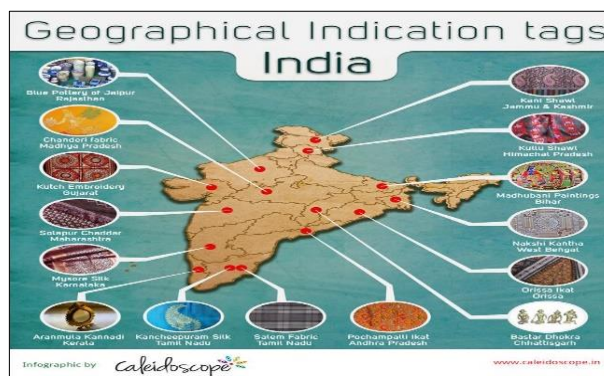 Geographical Indication tags
India
Blue Pottery of Jaipur
Rajasthan
Chanderi fabric
Madhya Pradesh
Kutch Embroidery
Gujarat
Solapur Chaddar
Maharashtra
Mysore Silk
Karnataka
Aranmula Kannadi
Kerala
Kancheepuram Silk
Tamil Nadu
Salem Fabric
Tamil Nadu
Pochampalli Ikat
Andhra Pradesh
Kani Shawl
Jammu & Kashmir
Kullu Shawl
Himachal Pradesh
Madhubani Paintings
Bihar
Nakshi Kantha
West Bengal
Orissa Ikat
Orissa
Bastar Dhokra
Chhattisgarh
Infographic by Caleidoscope
www.caleidoscope.in